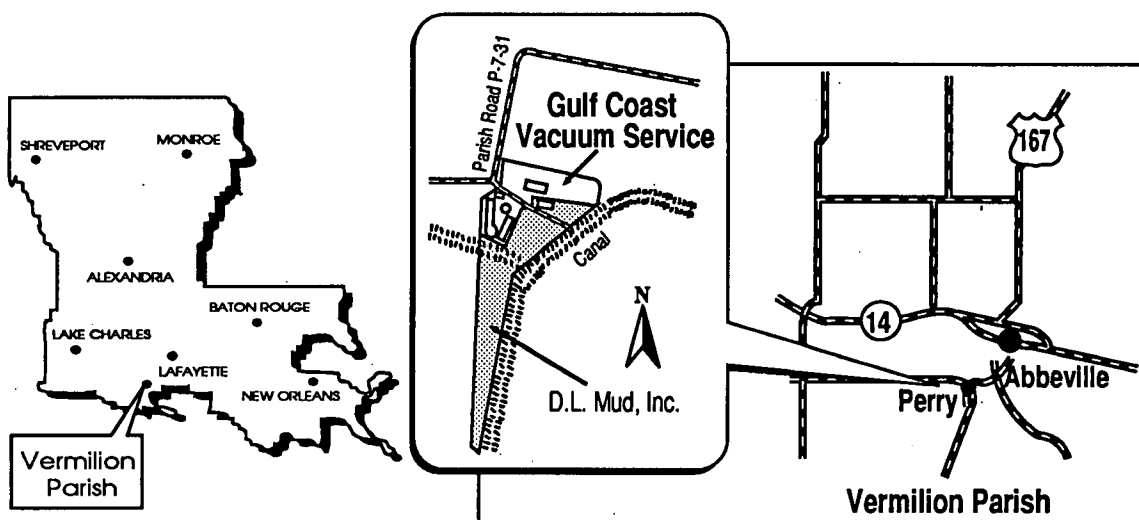 SHREVEPORT
MONROE
ALEXANDRIA
BATON ROUGE
LAKE CHARLES
LAFAYETTE
NEW ORLEANS
Vermilion
Parish
Parish Road P-7-31
Gulf Coast
Vacuum Service
Canal
N
D.L. Mud, Inc.
167
14
Abbeville
Perry
Vermilion Parish